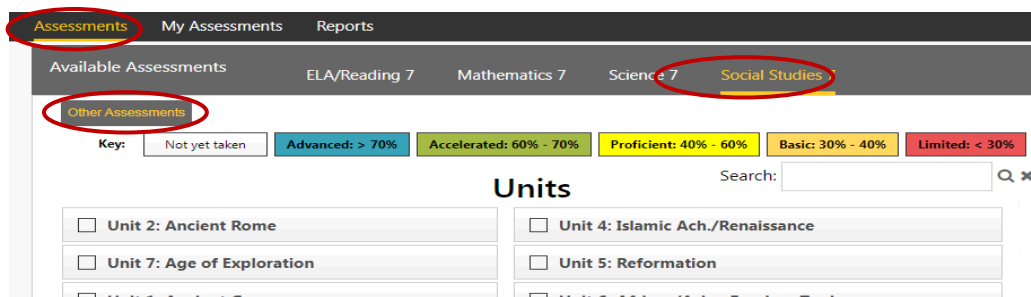 Assessments My Assessments Reports
Available Assessments ELA/Reading 7 Mathematics 7 Science 7 Social Studies 7
Other Assessments
Key: Not yet taken Advanced: > 70% Accelerated: 60% - 70% Proficient: 40% - 60% Basic: 30% - 40% Limited: < 30%
Search:
Units
Unit 2: Ancient Rome Unit 4: Islamic Ach./Renaissance
Unit 7: Age of Exploration Unit 5: Reformation